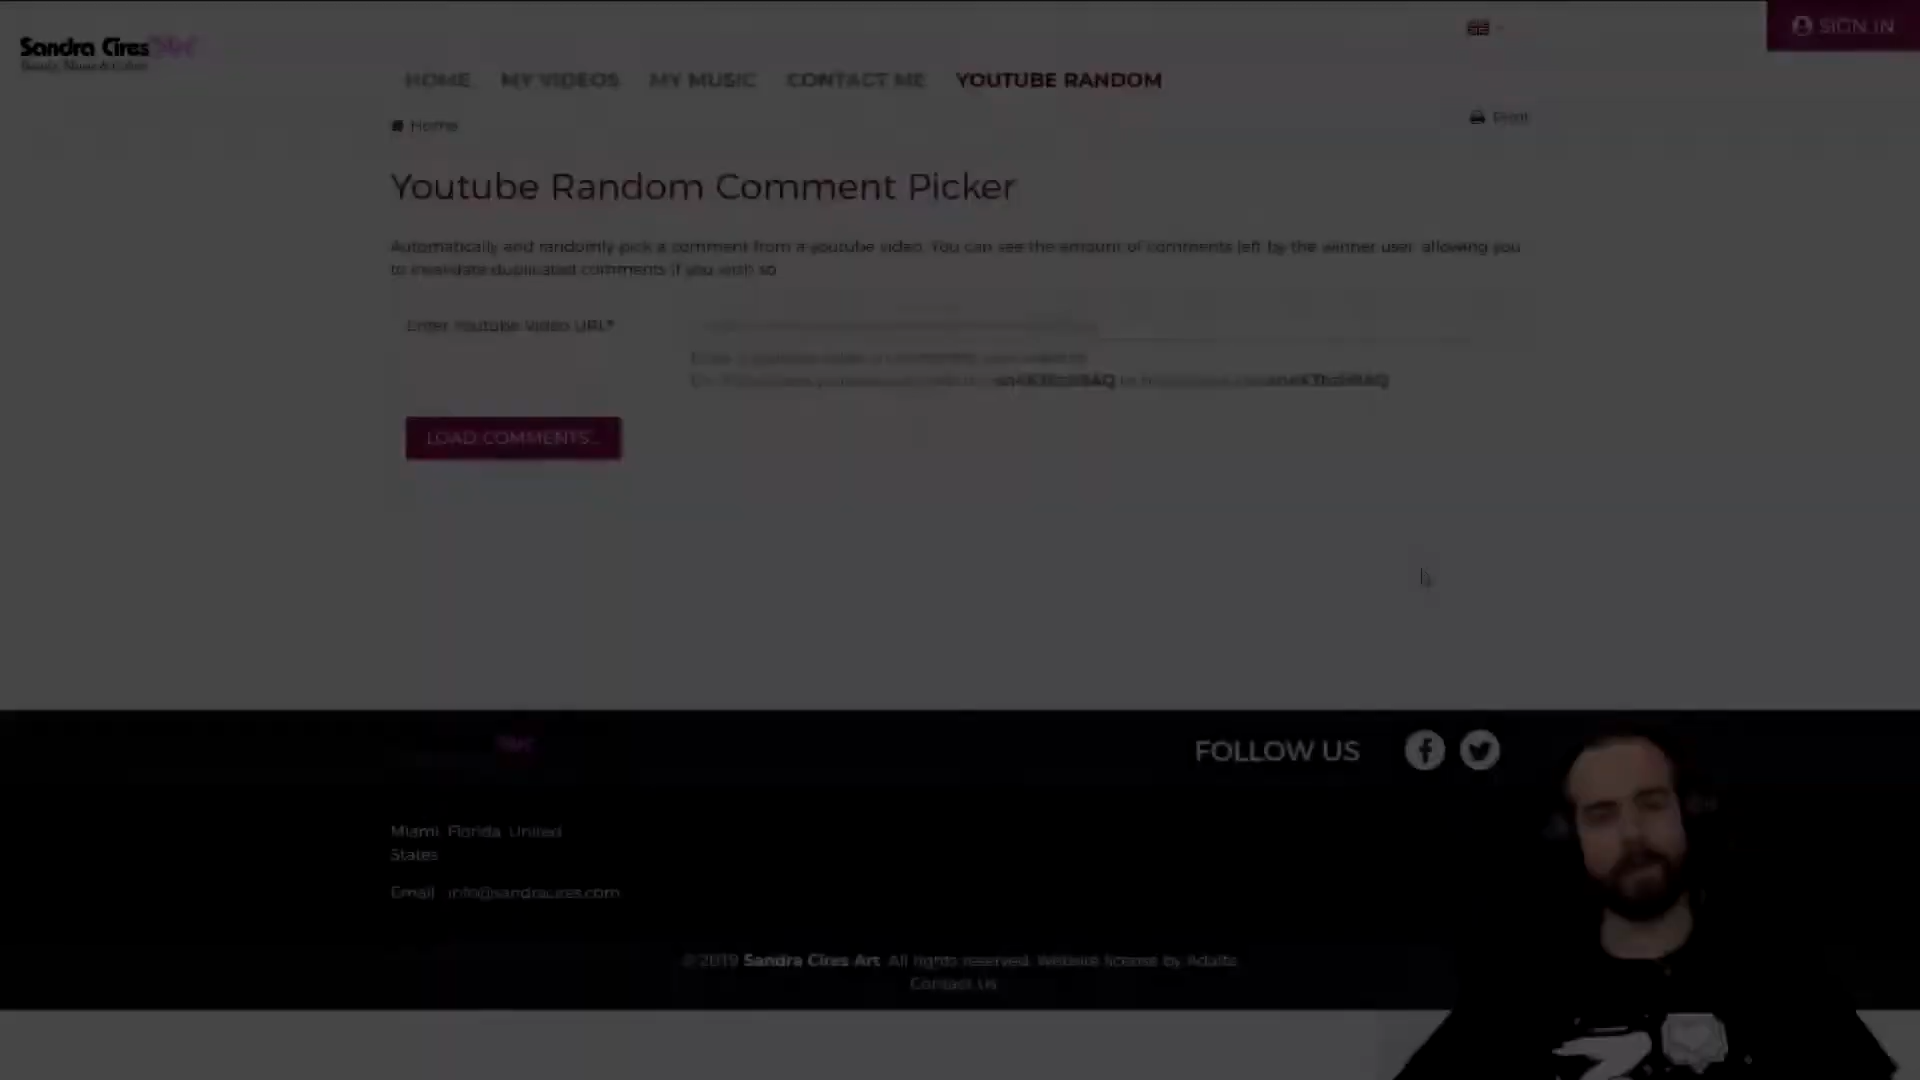 Sandra Cires Art
SIGN IN
HOME MY VIDEOS MY MUSIC CONTACT ME YOUTUBE RANDOM
Home
Print
Youtube Random Comment Picker
Automatically and randomly pick a comment from a youtube video. You can see the amount of comments left by the winner user, allowing you
to invalidate duplicated comments if you wish so
Enter Youtube Video URL*
LOAD COMMENTS...
FOLLOW US
Miami, Florida, United
States
Email info@sandracires.com
© 2019 Sandra Cires Art. All rights reserved. Website license by Adalte
Contact Us